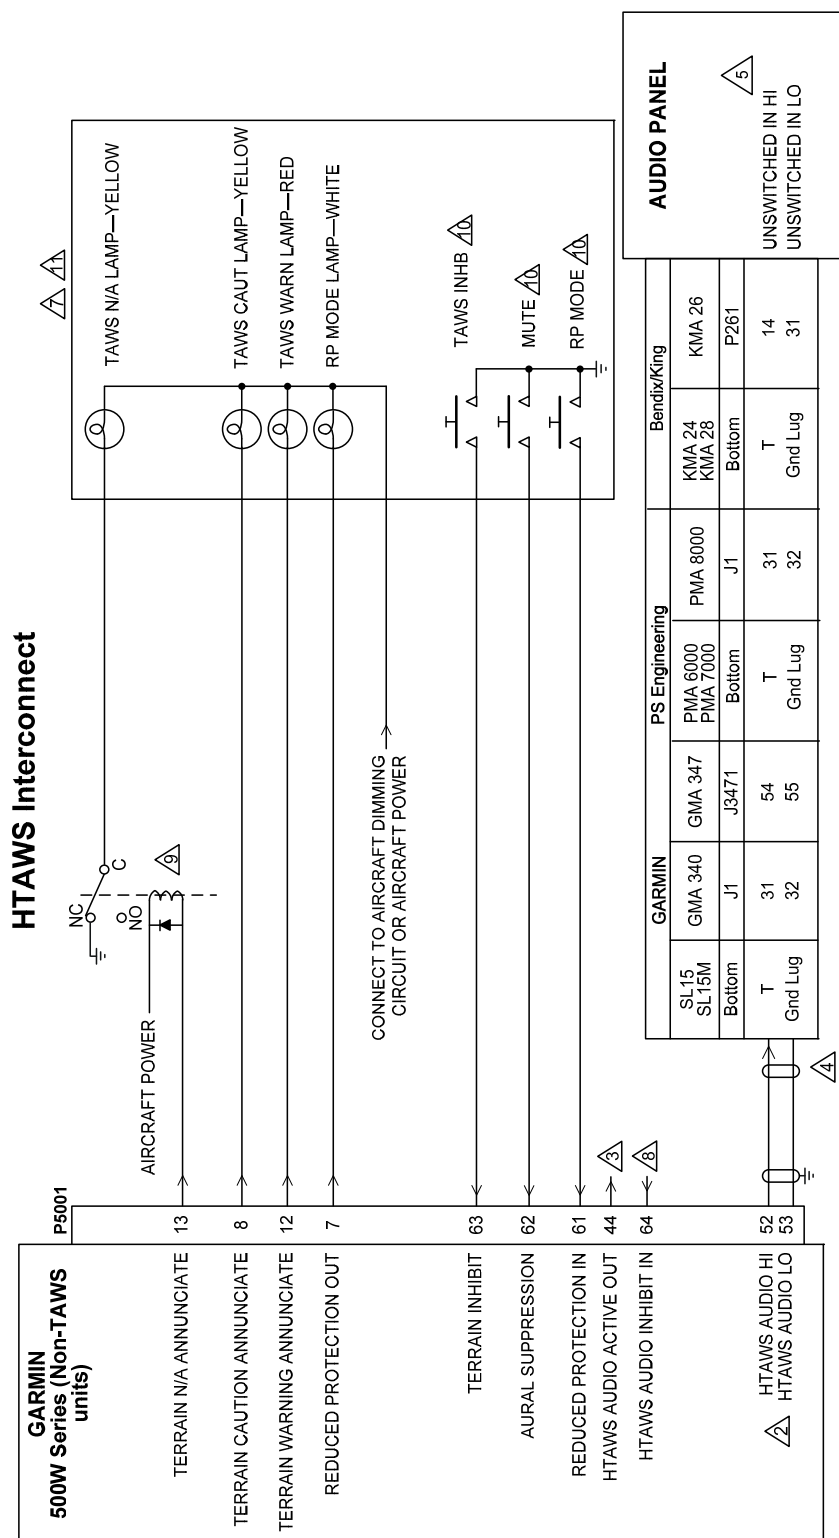 HTAWS Interconnect
GARMIN
500W Series (Non-TAWS
units)
P5001
TERRAIN N/A ANNUNCIATE 13
TERRAIN CAUTION ANNUNCIATE 8
TERRAIN WARNING ANNUNCIATE 12
REDUCED PROTECTION OUT 7
TERRAIN INHIBIT 63
AURAL SUPPRESSION 62
REDUCED PROTECTION IN 61
HTAWS AUDIO ACTIVE OUT 44 3
HTAWS AUDIO INHIBIT IN 64 8
2 HTAWS AUDIO HI 52
HTAWS AUDIO LO 53
4
AIRCRAFT POWER
NC
NO
C
9
CONNECT TO AIRCRAFT DIMMING
CIRCUIT OR AIRCRAFT POWER
7 11
TAWS N/A LAMP—YELLOW
TAWS CAUT LAMP—YELLOW
TAWS WARN LAMP—RED
RP MODE LAMP—WHITE
TAWS INHB 10
MUTE 10
RP MODE 10
GARMIN PS Engineering Bendix/King
SL15
SL15M GMA 340 GMA 347 PMA 6000
PMA 7000 PMA 8000 KMA 24
KMA 28 KMA 26
Bottom J1 J3471 Bottom J1 Bottom P261
T 31 54 T 31 T 14
Gnd Lug 32 55 Gnd Lug 32 Gnd Lug 31
AUDIO PANEL
5
UNSWITCHED IN HI
UNSWITCHED IN LO